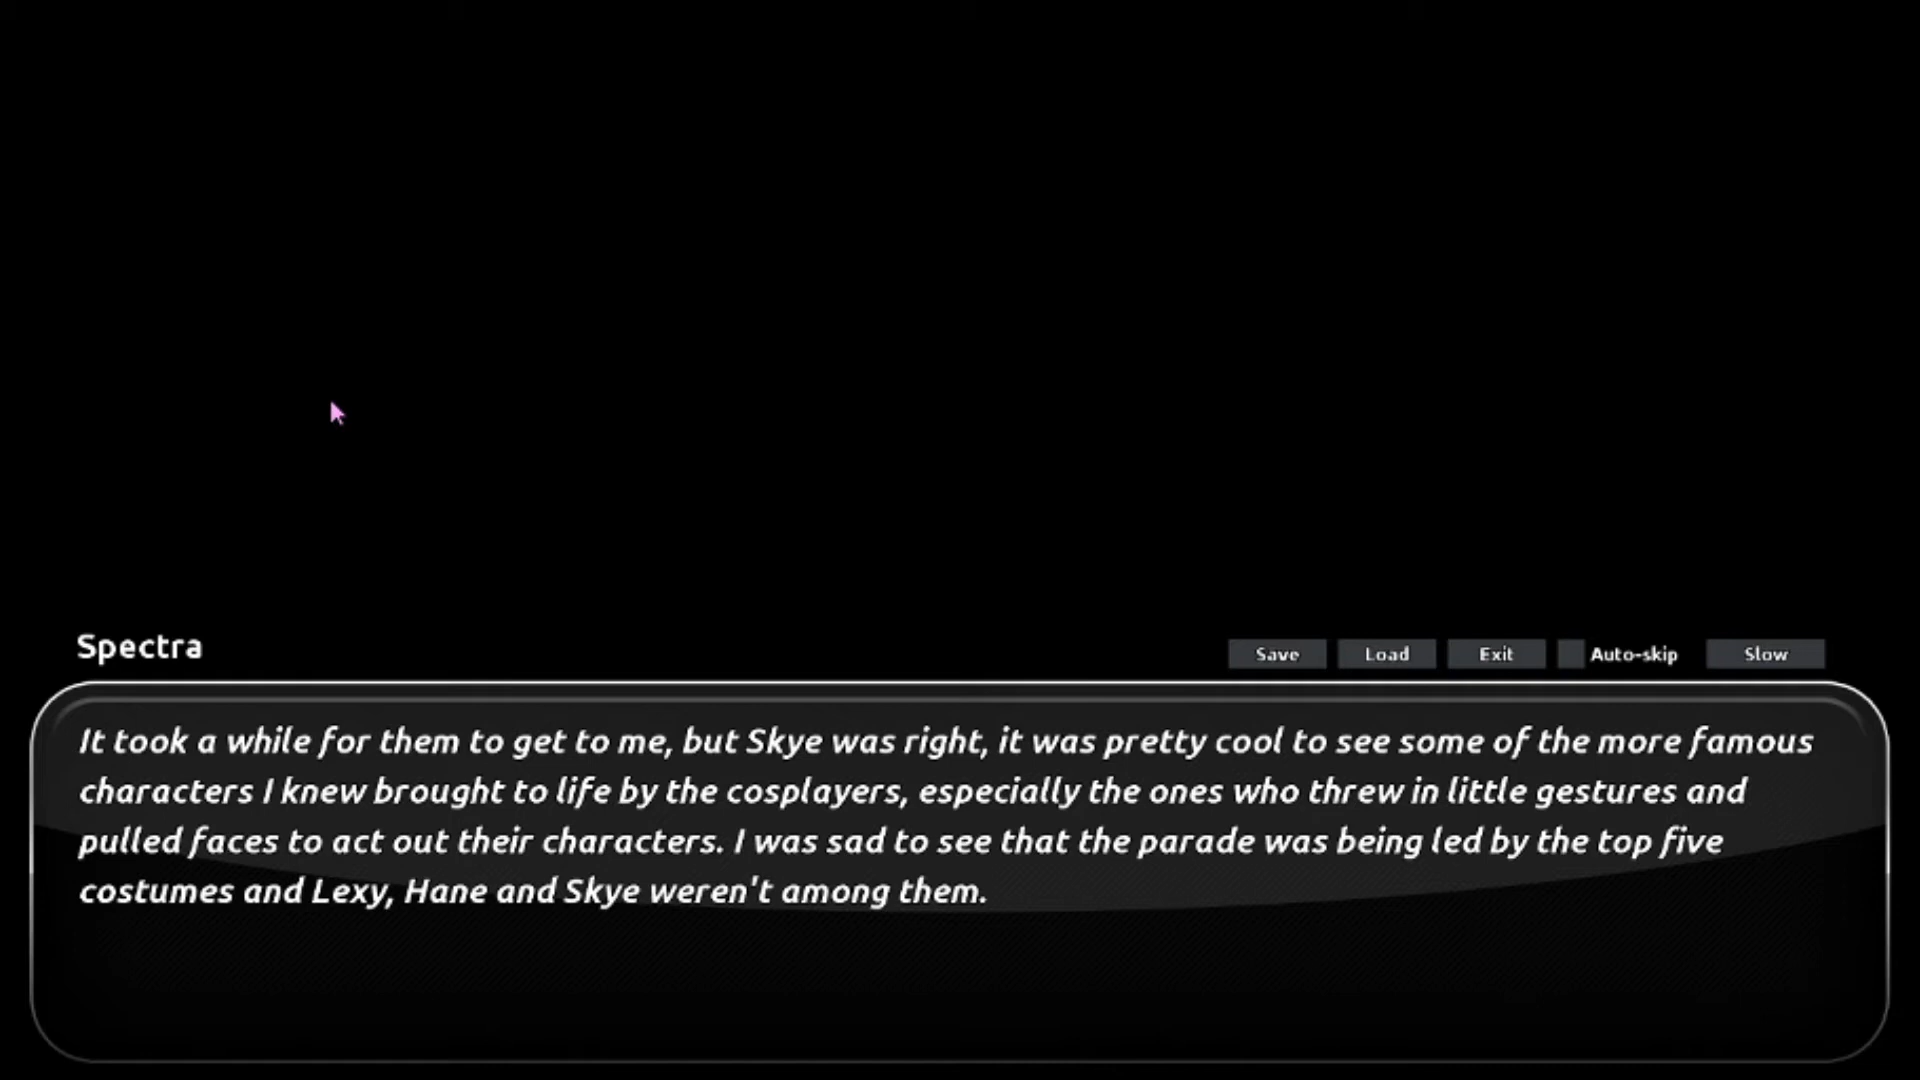 Spectra
Save Load Exit Auto-skip Slow
It took a while for them to get to me, but Skye was right, it was pretty cool to see some of the more famous
characters I knew brought to life by the cosplayers, especially the ones who threw in little gestures and
pulled faces to act out their characters. I was sad to see that the parade was being led by the top five
costumes and Lexy, Hane and Skye weren't among them.